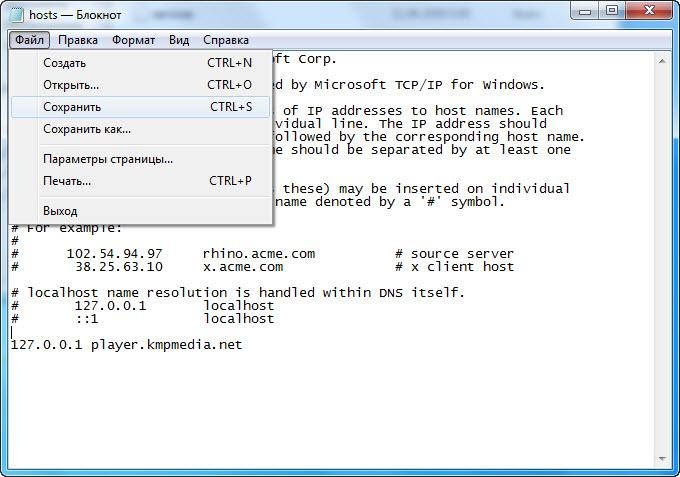 hosts — Блокнот
Файл Правка Формат Вид Справка
Создать CTRL+N
Открыть... CTRL+O
Сохранить CTRL+S
Сохранить как...
Параметры страницы...
Печать... CTRL+P
Выход
soft Corp.
ed by Microsoft TCP/IP for Windows.
of IP addresses to host names. Each
vidual line. The IP address should
followed by the corresponding host name.
ne should be separated by at least one
s these) may be inserted on individual
name denoted by a '#' symbol.
# For example:
#
# 102.54.94.97 rhino.acme.com # source server
# 38.25.63.10 x.acme.com # x client host
# localhost name resolution is handled within DNS itself.
# 127.0.0.1 localhost
# ::1 localhost
127.0.0.1 player.kmpmedia.net